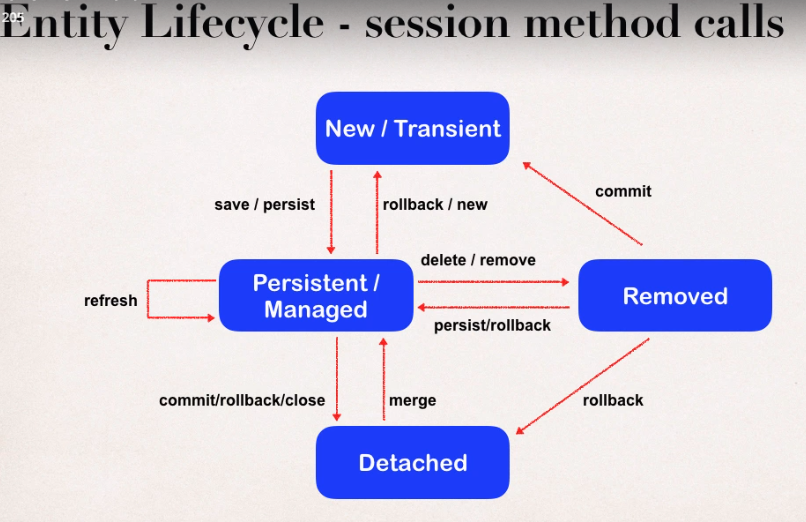 205
Entity Lifecycle - session method calls
New / Transient
save / persist
rollback / new
commit
delete / remove
Persistent /
Managed
Removed
refresh
persist/rollback
commit/rollback/close
merge
rollback
Detached